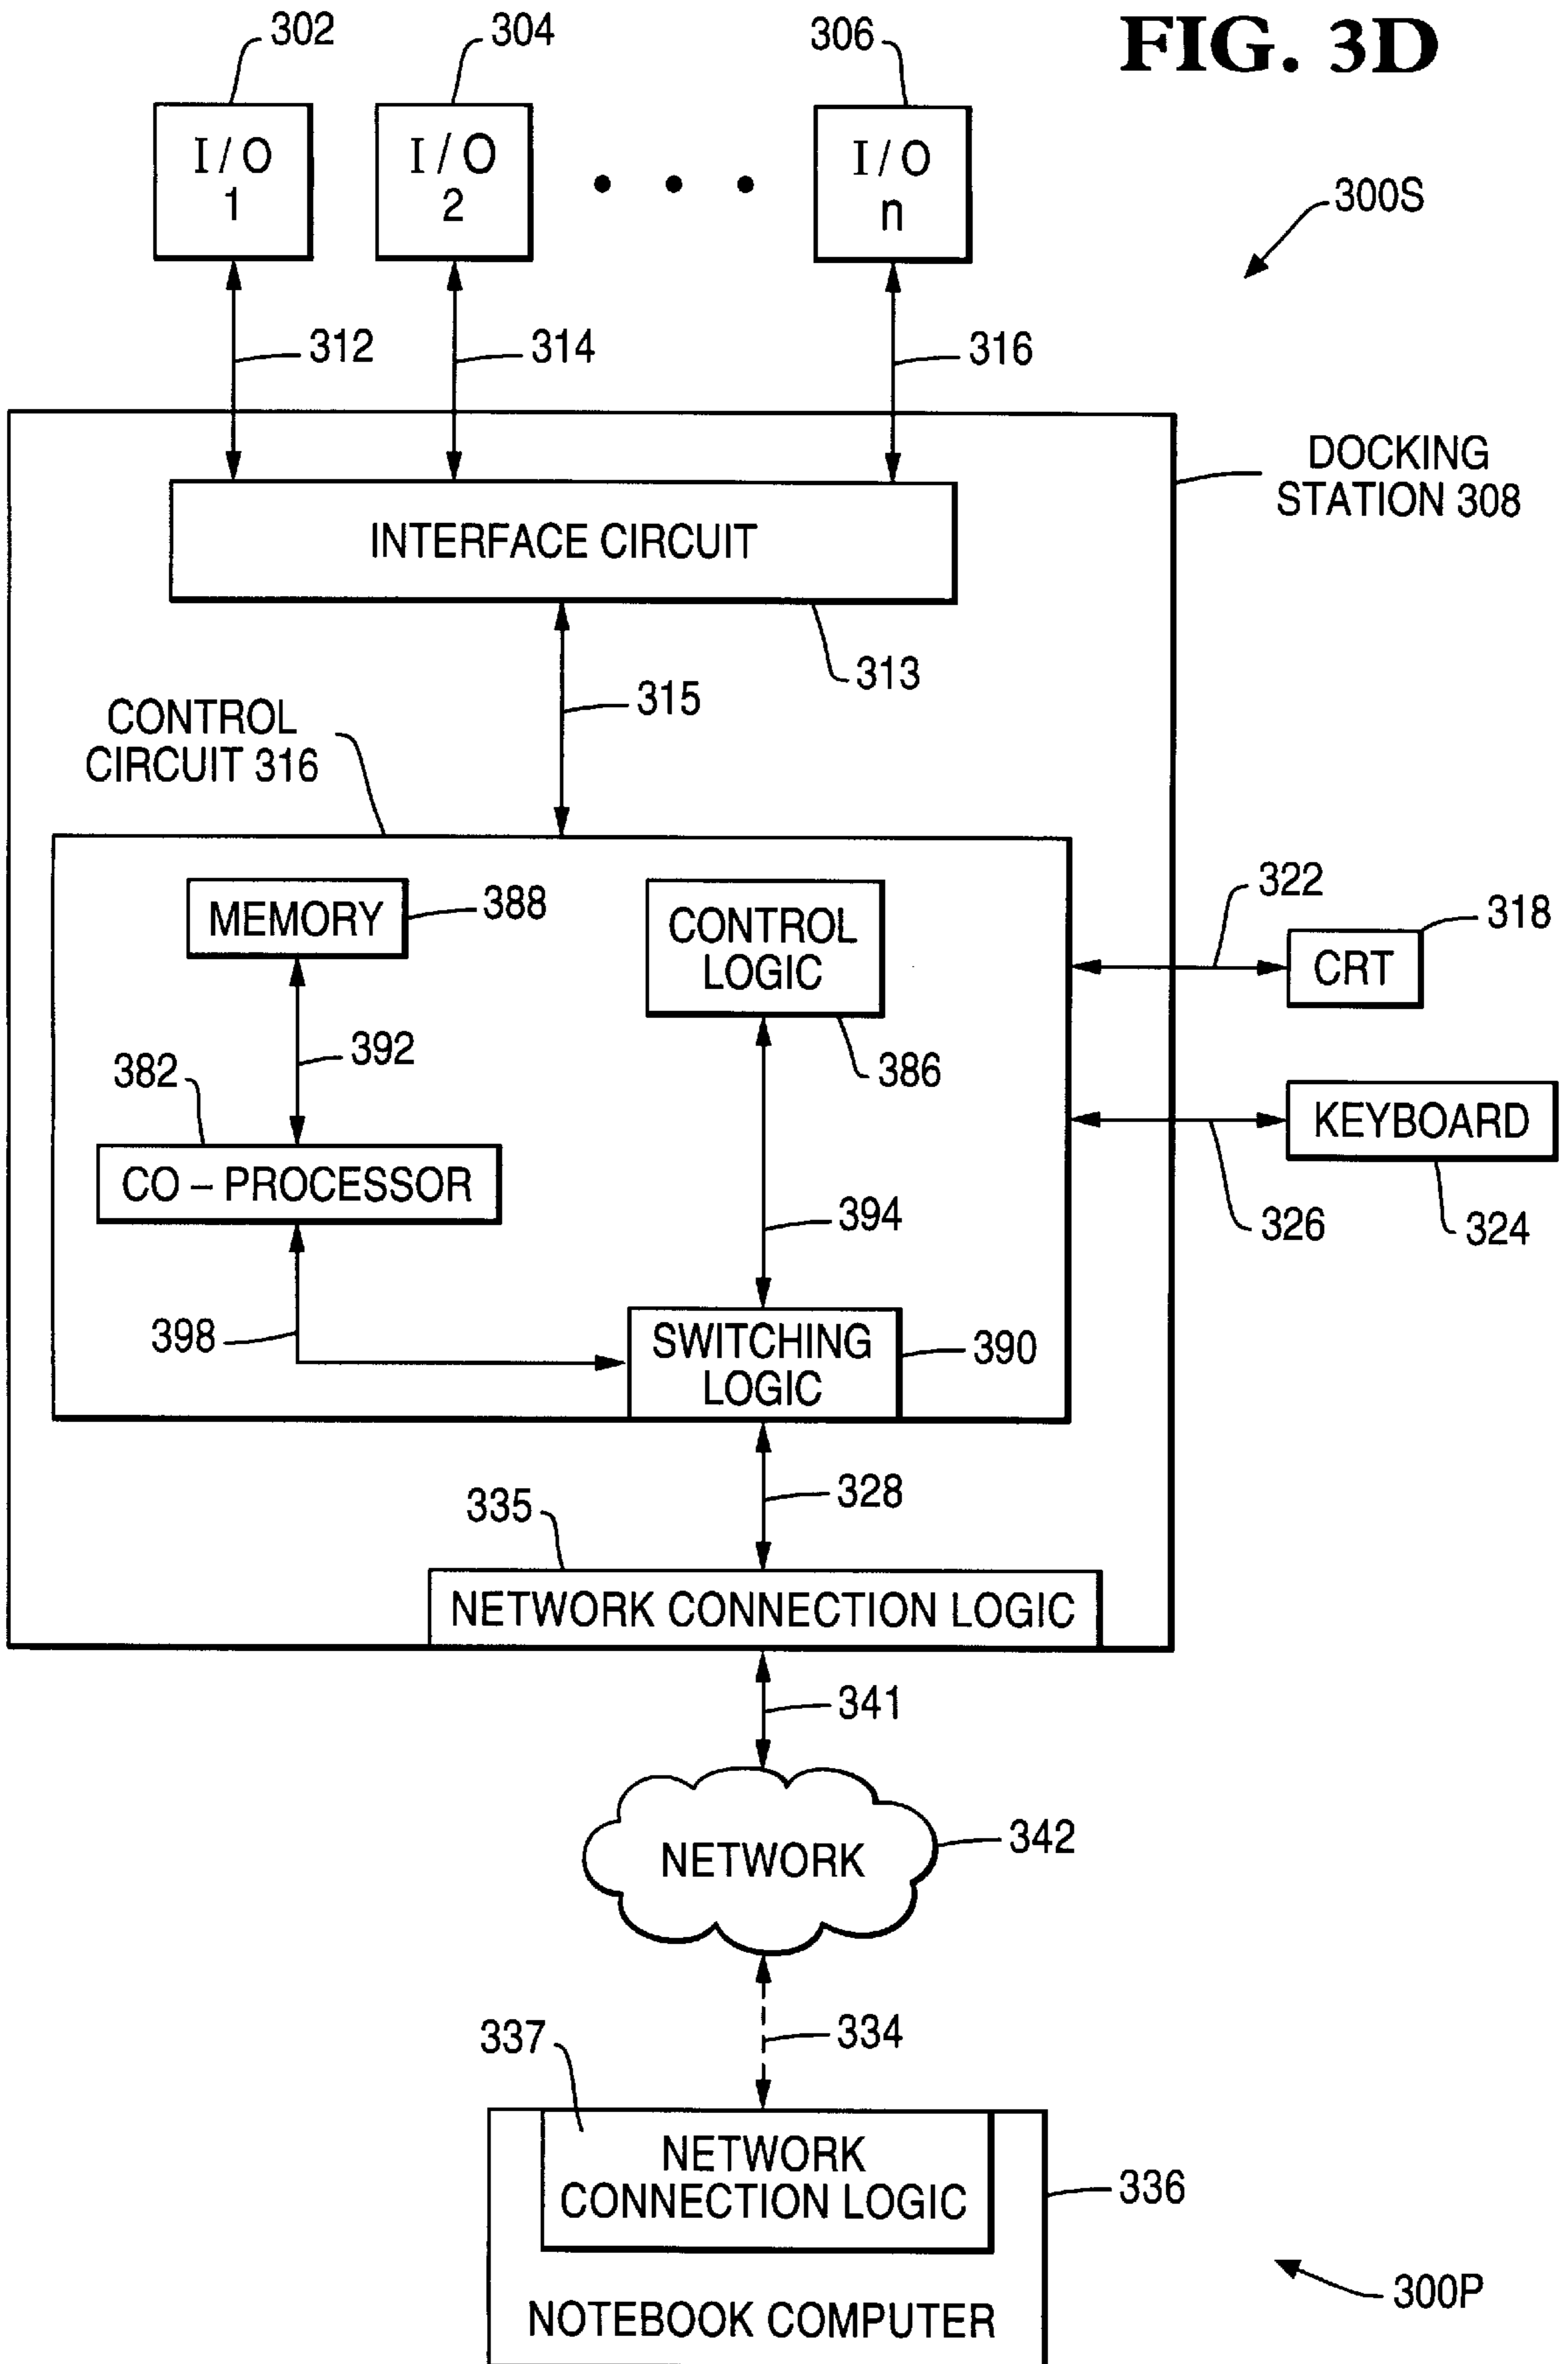 FIG. 3D
302
304
306
I/O
1
I/O
2
• • •
I/O
n
300S
312
314
316
DOCKING
STATION 308
INTERFACE CIRCUIT
313
315
CONTROL
CIRCUIT 316
MEMORY
388
CONTROL
LOGIC
386
322
318
CRT
392
382
CO – PROCESSOR
KEYBOARD
326
324
394
398
SWITCHING
LOGIC
390
328
335
NETWORK CONNECTION LOGIC
341
NETWORK
342
334
337
NETWORK
CONNECTION LOGIC
336
NOTEBOOK COMPUTER
300P